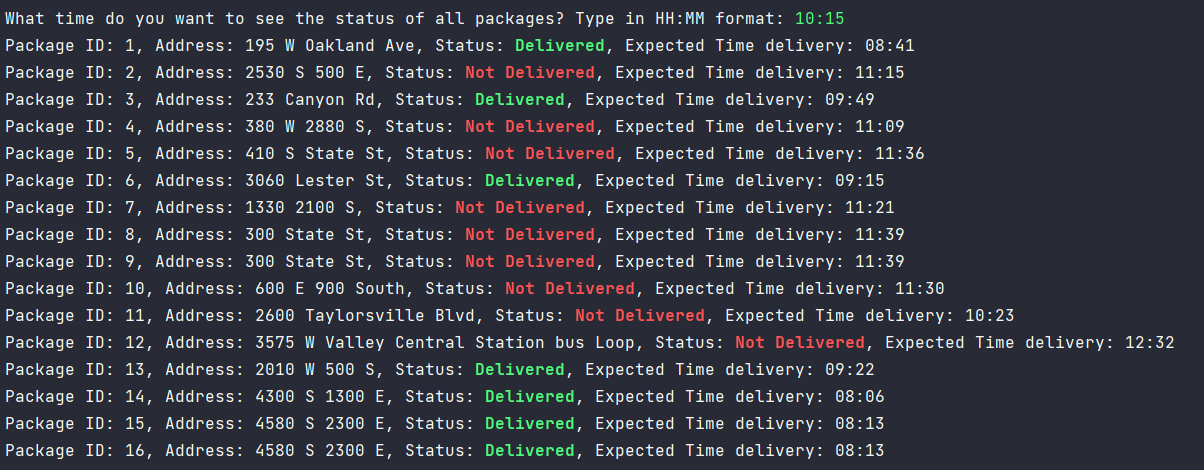 What time do you want to see the status of all packages? Type in HH:MM format: 10:15
Package ID: 1, Address: 195 W Oakland Ave, Status: Delivered, Expected Time delivery: 08:41
Package ID: 2, Address: 2530 S 500 E, Status: Not Delivered, Expected Time delivery: 11:15
Package ID: 3, Address: 233 Canyon Rd, Status: Delivered, Expected Time delivery: 09:49
Package ID: 4, Address: 380 W 2880 S, Status: Not Delivered, Expected Time delivery: 11:09
Package ID: 5, Address: 410 S State St, Status: Not Delivered, Expected Time delivery: 11:36
Package ID: 6, Address: 3060 Lester St, Status: Delivered, Expected Time delivery: 09:15
Package ID: 7, Address: 1330 2100 S, Status: Not Delivered, Expected Time delivery: 11:21
Package ID: 8, Address: 300 State St, Status: Not Delivered, Expected Time delivery: 11:39
Package ID: 9, Address: 300 State St, Status: Not Delivered, Expected Time delivery: 11:39
Package ID: 10, Address: 600 E 900 South, Status: Not Delivered, Expected Time delivery: 11:30
Package ID: 11, Address: 2600 Taylorsville Blvd, Status: Not Delivered, Expected Time delivery: 10:23
Package ID: 12, Address: 3575 W Valley Central Station bus Loop, Status: Not Delivered, Expected Time delivery: 12:32
Package ID: 13, Address: 2010 W 500 S, Status: Delivered, Expected Time delivery: 09:22
Package ID: 14, Address: 4300 S 1300 E, Status: Delivered, Expected Time delivery: 08:06
Package ID: 15, Address: 4580 S 2300 E, Status: Delivered, Expected Time delivery: 08:13
Package ID: 16, Address: 4580 S 2300 E, Status: Delivered, Expected Time delivery: 08:13